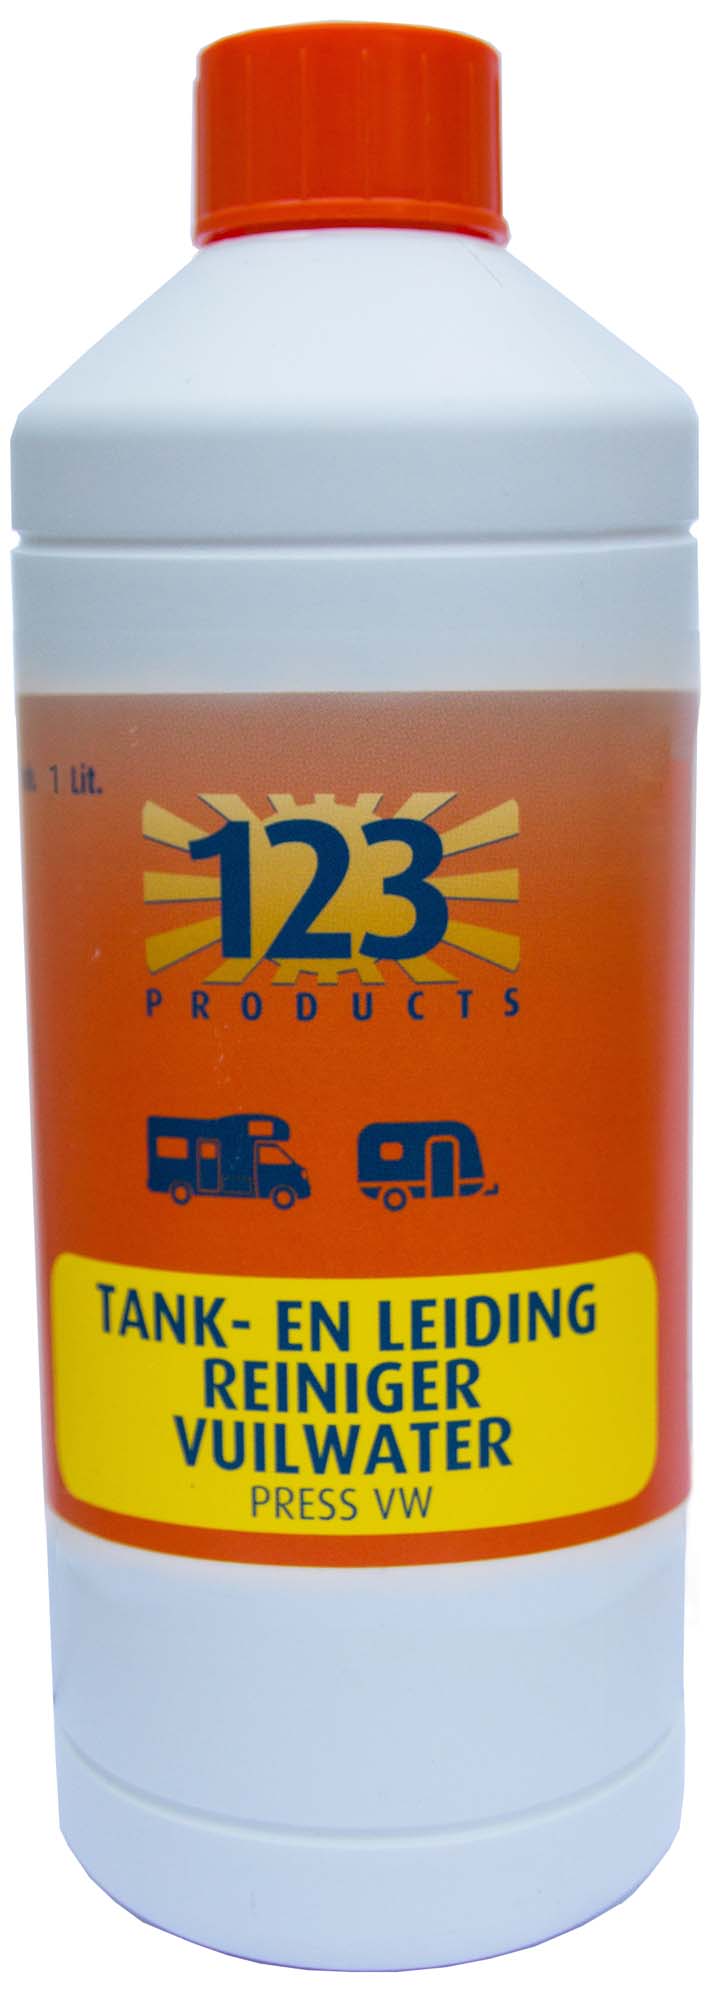 1 Lit.
123
PRODUCTS
TANK- EN LEIDING
REINIGER
VUILWATER
PRESS VW